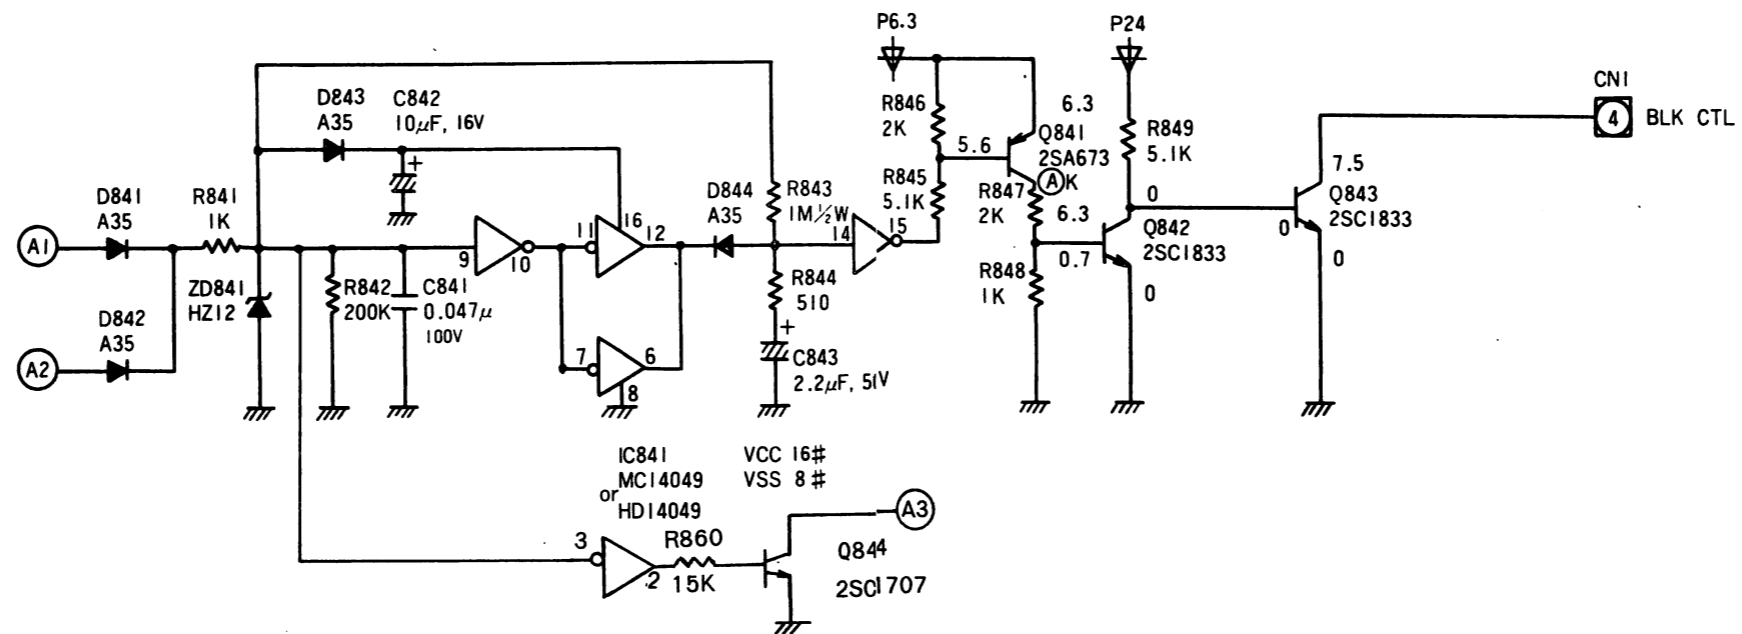 P6.3
P24
CN1
4 BLK CTL
D843
A35
C842
10μF, 16V
+
R846
2K
6.3
Q841
2SA673
A K
5.6
R849
5.1K
7.5
Q843
2SC1833
0
0
D841
A35
R841
1K
A1
16
11
12
9
10
D844
A35
R843
1M ½W
14
15
R845
5.1K
R847
2K
6.3
0
Q842
2SC1833
0.7
0
R848
1K
ZD841
HZ12
R842
200K
C841
0.047μ
100V
R844
510
+
C843
2.2μF, 51V
D842
A35
A2
7
6
8
IC841
MC14049
or
HD14049
VCC 16#
VSS 8#
A3
3
2
R860
15K
Q844
2SC1707